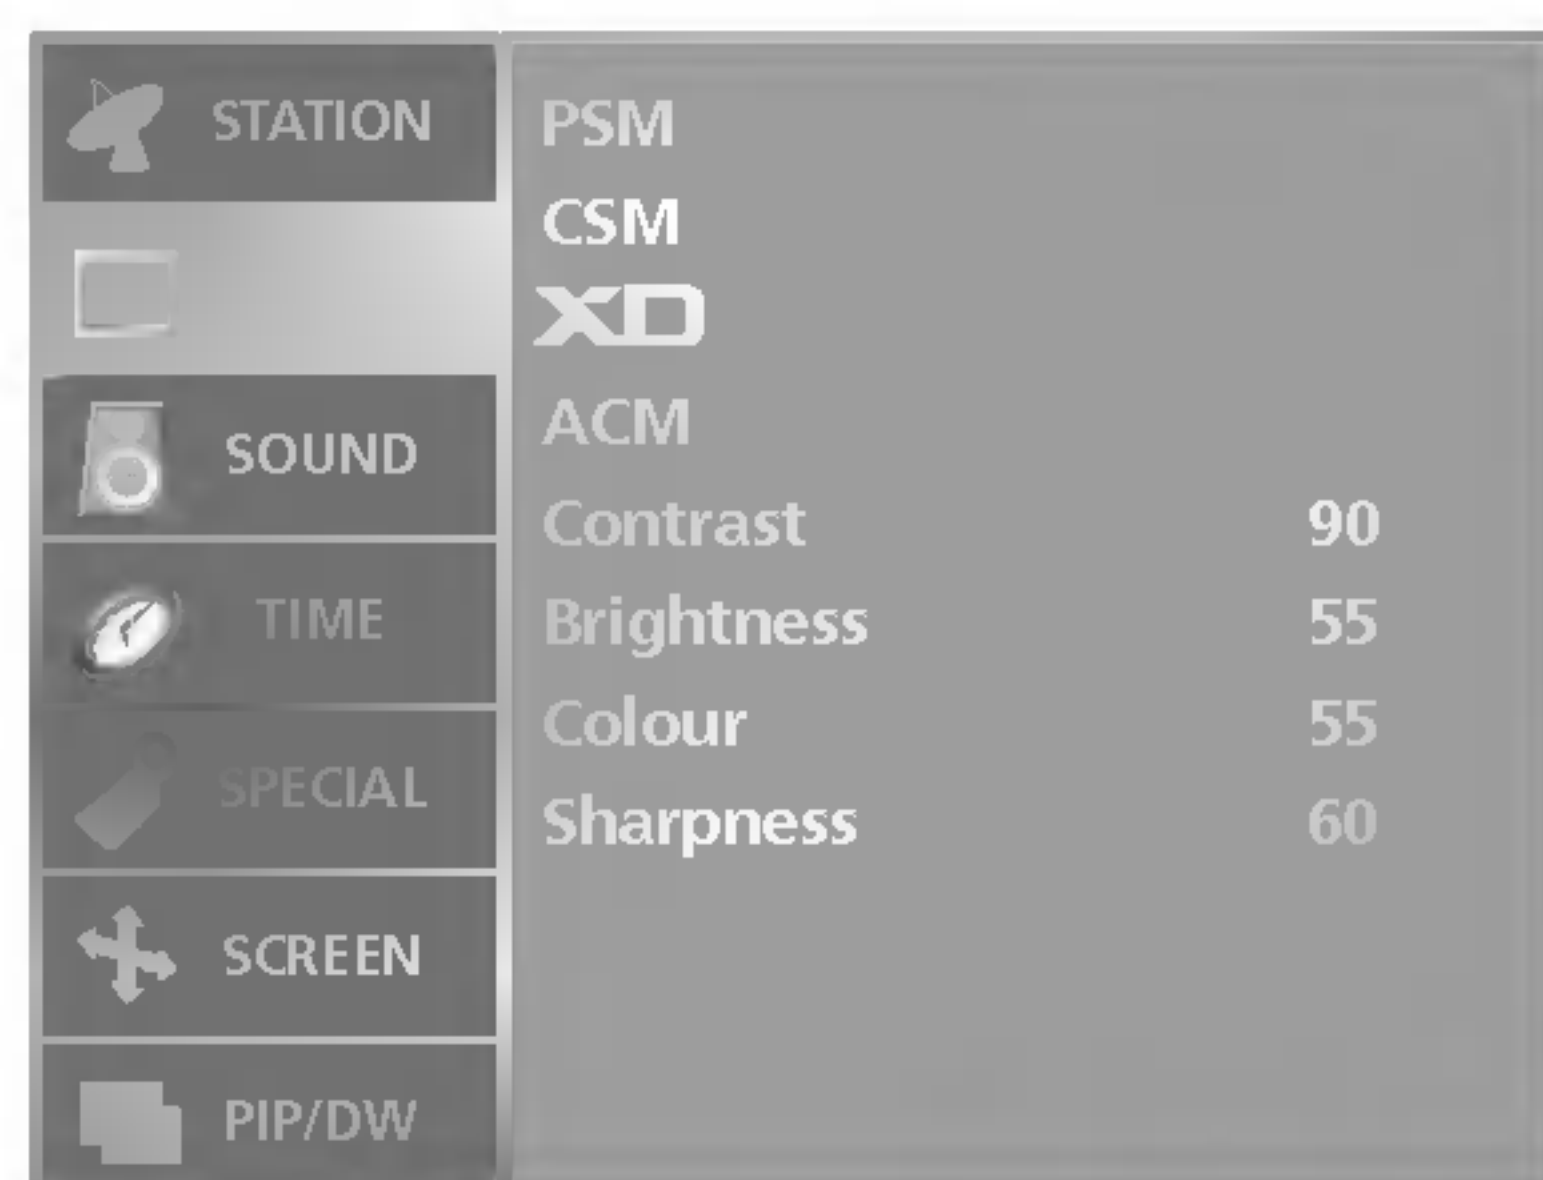 STATION
SOUND
TIME
SPECIAL
SCREEN
PIP/DW
PSM
CSM
XD
ACM
Contrast 90
Brightness 55
Colour 55
Sharpness 60